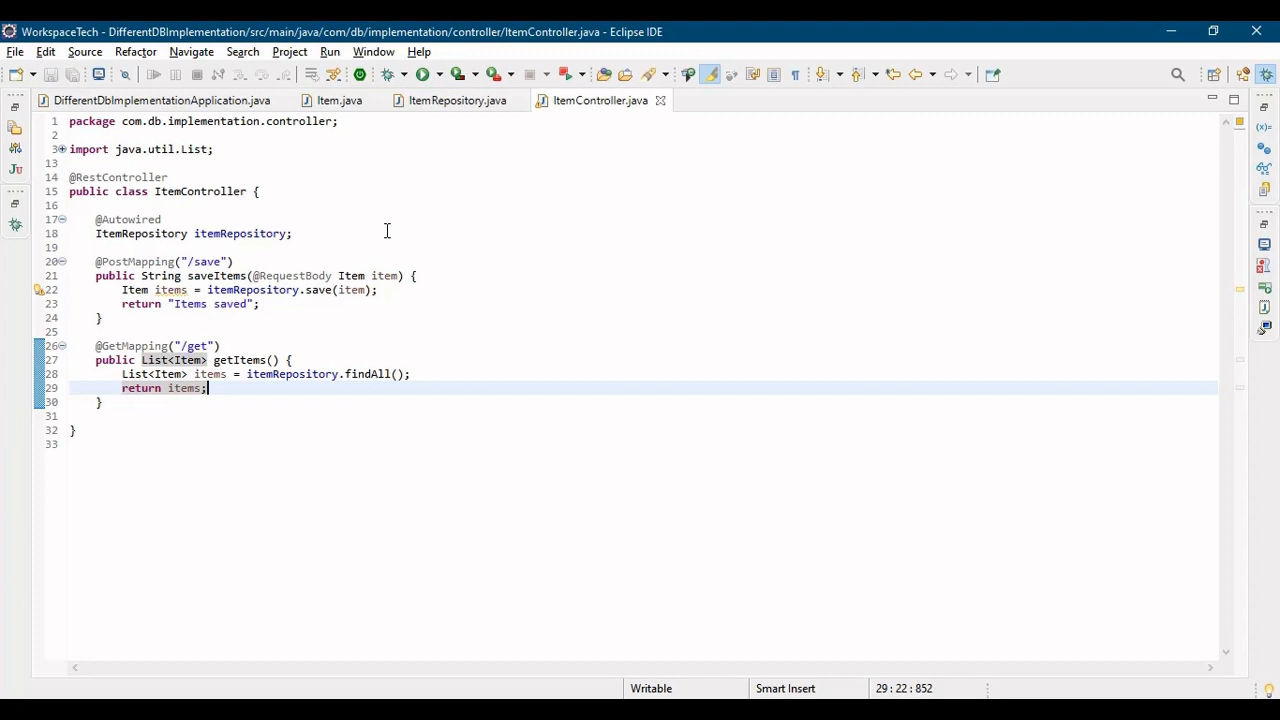 WorkspaceTech - DifferentDBImplementation/src/main/java/com/db/implementation/controller/ItemController.java - Eclipse IDE
File Edit Source Refactor Navigate Search Project Run Window Help
DifferentDbImplementationApplication.java Item.java ItemRepository.java ItemController.java
1 package com.db.implementation.controller;
2
3 import java.util.List;
13
14 @RestController
15 public class ItemController {
16
17 @Autowired
18 ItemRepository itemRepository;
19
20 @PostMapping("/save")
21 public String saveItems(@RequestBody Item item) {
22 Item items = itemRepository.save(item);
23 return "Items saved";
24 }
25
26 @GetMapping("/get")
27 public List<Item> getItems() {
28 List<Item> items = itemRepository.findAll();
29 return items;
30 }
31
32 }
33
Writable Smart Insert 29 : 22 : 852